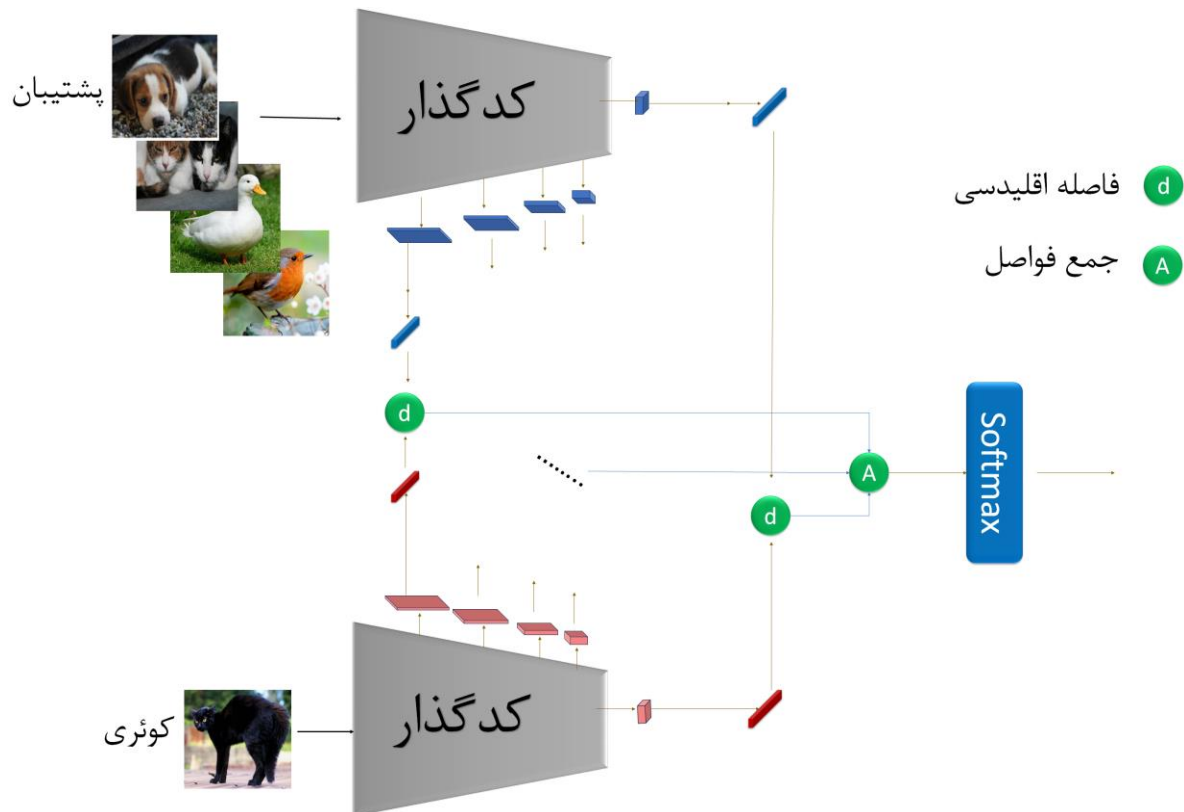 پشتیبان
کدگذار
فاصله اقلیدسی
d
جمع فواصل
A
d
A
d
Softmax
کدگذار
کوئری